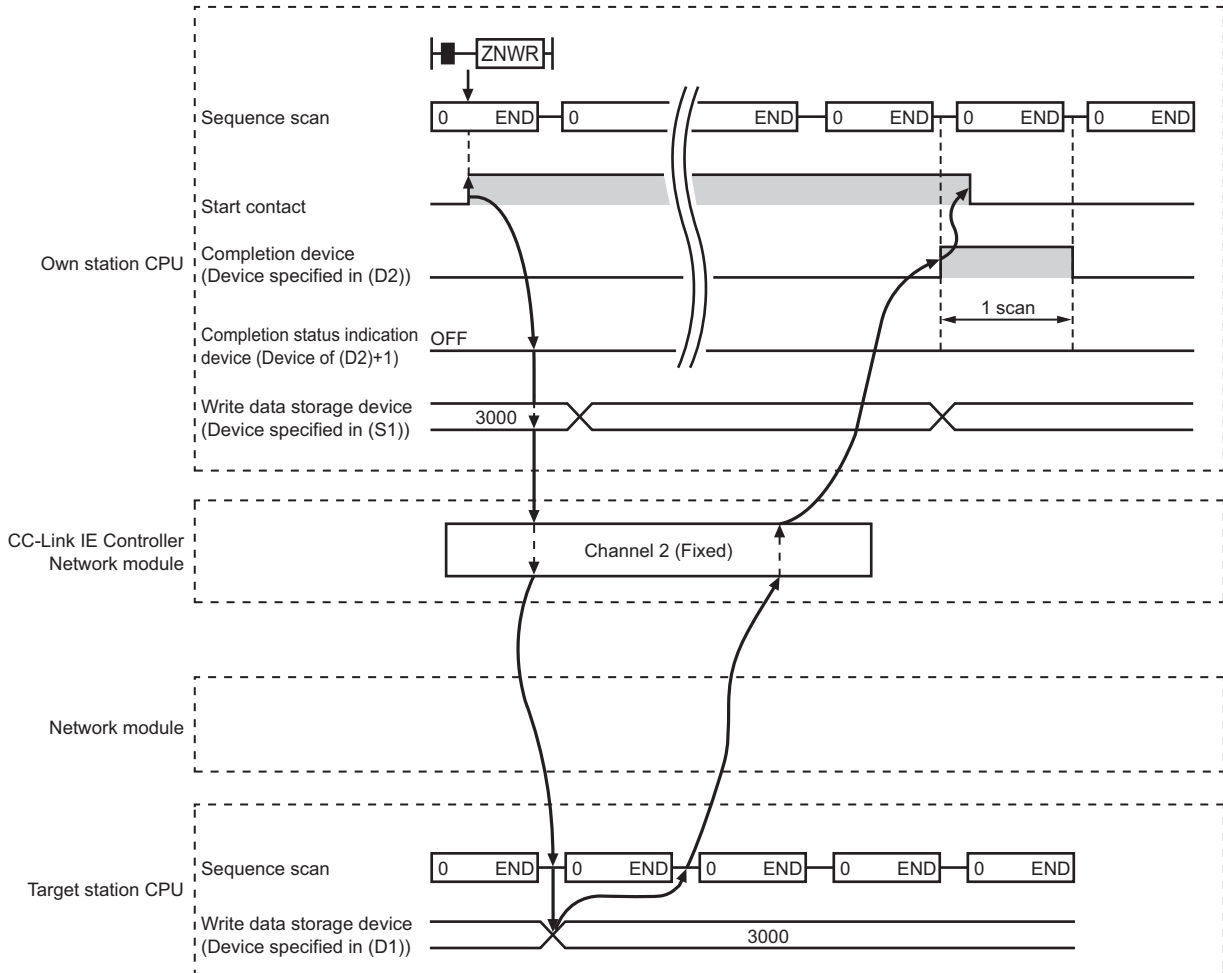 ZNWR
Sequence scan
0 END 0 END 0 END 0 END 0 END
Start contact
Own station CPU
Completion device
(Device specified in (D2))
1 scan
Completion status indication
device (Device of (D2)+1)
OFF
Write data storage device
(Device specified in (S1))
3000
CC-Link IE Controller
Network module
Channel 2 (Fixed)
Network module
Target station CPU
Sequence scan
0 END 0 END 0 END 0 END 0 END
Write data storage device
(Device specified in (D1))
3000